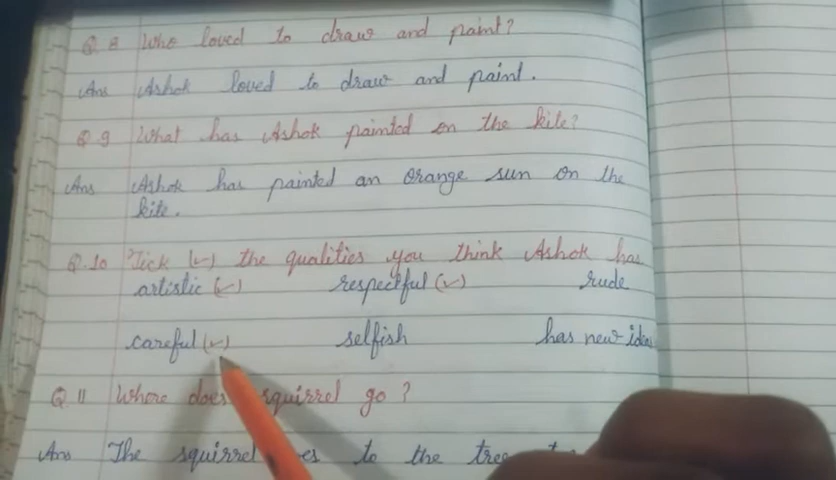 Q.8 Who loved to draw and paint?
Ans Ashok loved to draw and paint.
Q.9 What has Ashok painted on the kite?
Ans Ashok has painted an orange sun on the
kite.
Q.10 Tick (✓) the qualities you think Ashok has
artistic (✓) respectful (✓) rude
careful (✓) selfish has new idea
Q 11 Where does squirrel go?
Ans The squirrel to the tree